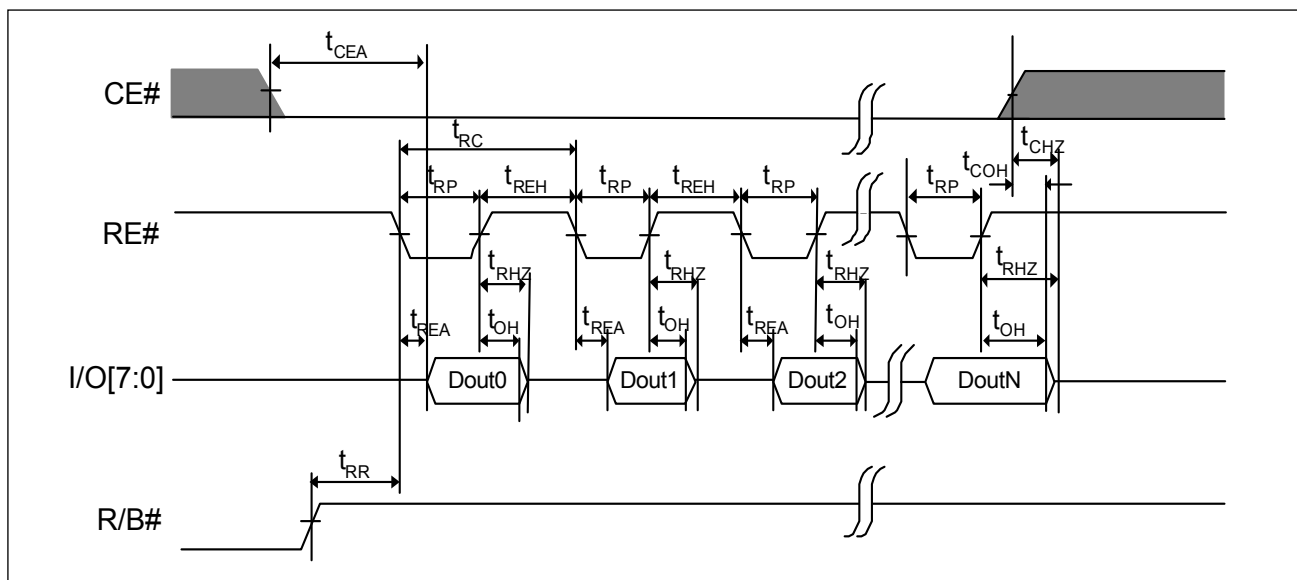 tCEA
CE#
tCHZ
tRC
tCOH
tRP tREH tRP tREH tRP tRP
RE#
tRHZ tRHZ tRHZ tRHZ
tREA tOH tREA tOH tREA tOH tOH
I/O[7:0] Dout0 Dout1 Dout2 DoutN
tRR
R/B#